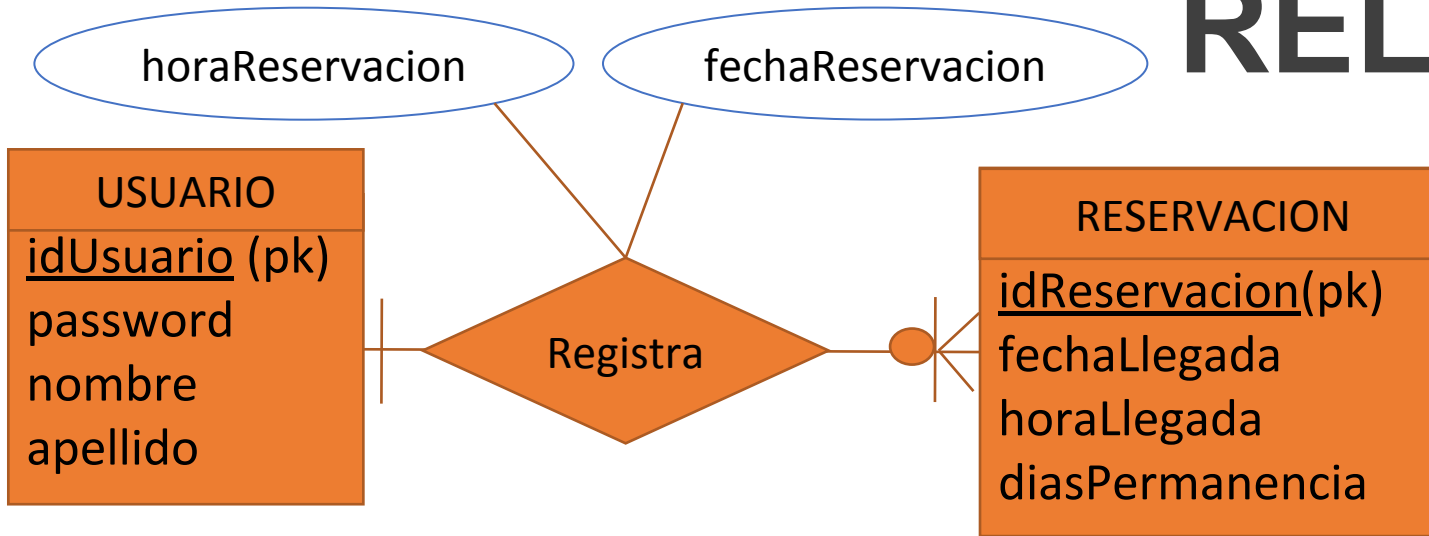 REL
horaReservacion
fechaReservacion
USUARIO
idUsuario (pk)
password
nombre
apellido
Registra
RESERVACION
idReservacion(pk)
fechaLlegada
horaLlegada
diasPermanencia